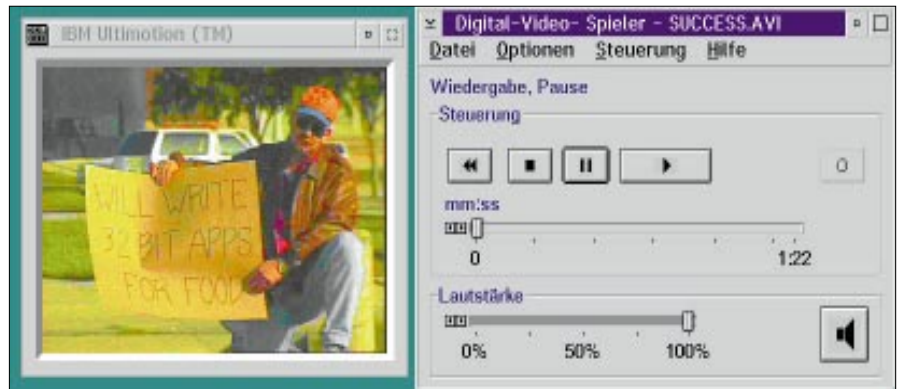 IBM Ultimotion (TM)
WILL WRITE
32 BIT APPS
FOR FOOD
Digital-Video- Spieler - SUCCESS.AVI
Datei Optionen Steuerung Hilfe
Wiedergabe, Pause
Steuerung
mm:ss
0 1:22
Lautstärke
0% 50% 100%